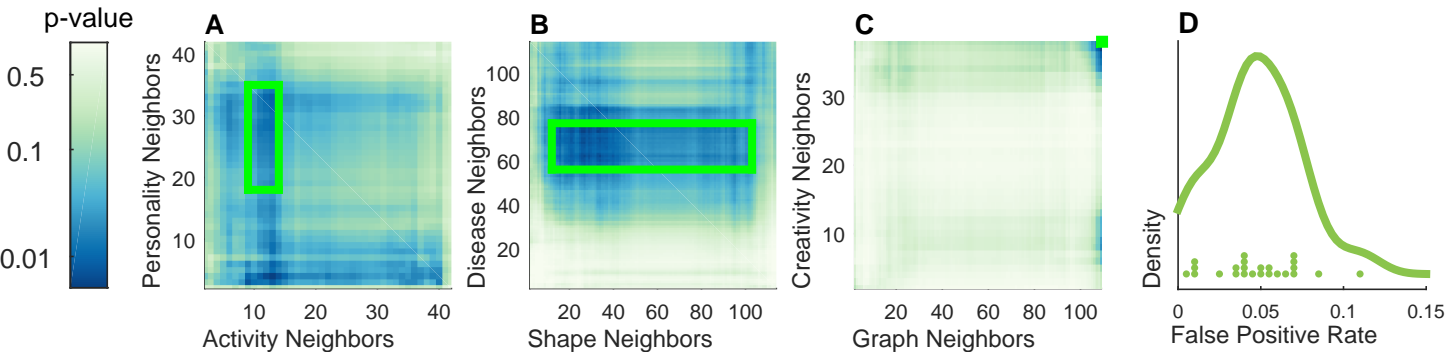 p-value
0.5
0.1
0.01
A
Personality Neighbors
40
30
20
10
10 20 30 40
Activity Neighbors
B
Disease Neighbors
100
80
60
40
20
20 40 60 80 100
Shape Neighbors
C
Creativity Neighbors
30
20
10
20 40 60 80 100
Graph Neighbors
D
Density
0 0.05 0.1 0.15
False Positive Rate